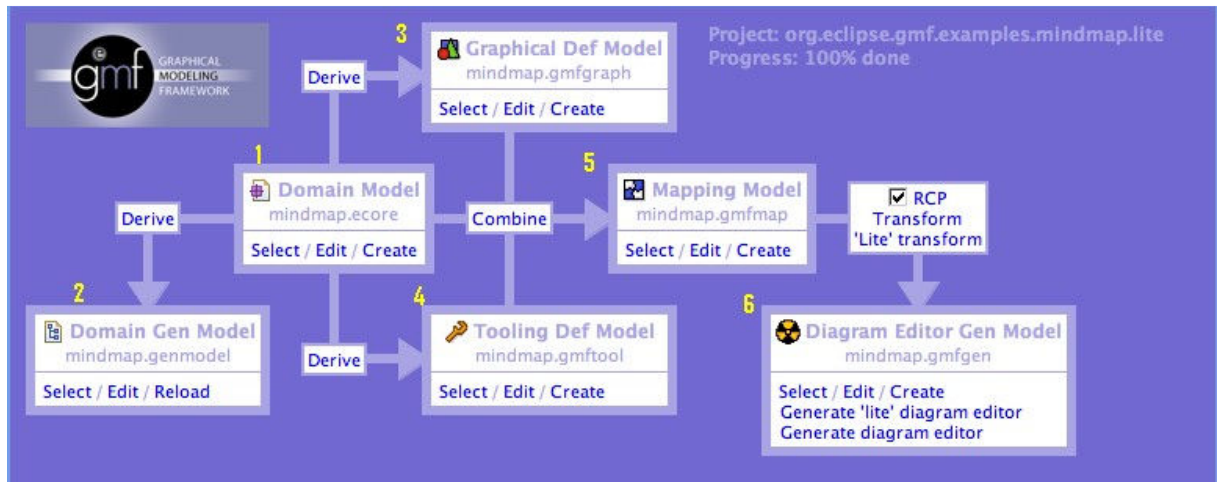 e
gmf
GRAPHICAL
MODELING
FRAMEWORK
Project: org.eclipse.gmf.examples.mindmap.lite
Progress: 100% done
1
Domain Model
mindmap.ecore
Select / Edit / Create
Derive
2
Domain Gen Model
mindmap.genmodel
Select / Edit / Reload
Derive
3
Graphical Def Model
mindmap.gmfgraph
Select / Edit / Create
Derive
4
Tooling Def Model
mindmap.gmftool
Select / Edit / Create
Combine
5
Mapping Model
mindmap.gmfmap
Select / Edit / Create
RCP
Transform
'Lite' transform
6
Diagram Editor Gen Model
mindmap.gmfgen
Select / Edit / Create
Generate 'lite' diagram editor
Generate diagram editor